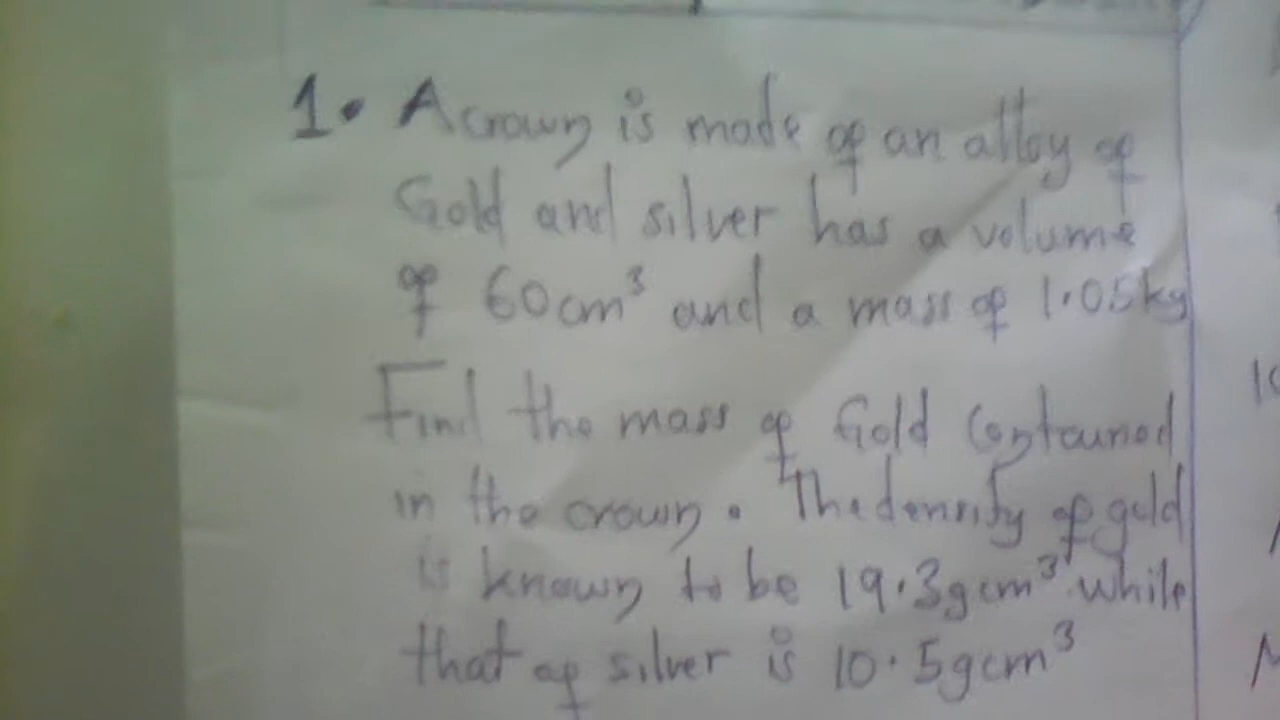 1. A crown is made of an alloy of
Gold and silver has a volume
of 60cm³ and a mass of 1.05kg
Find the mass of Gold Contained
in the crown. The density of gold
is known to be 19.3gcm³ while
that of silver is 10.5gcm³